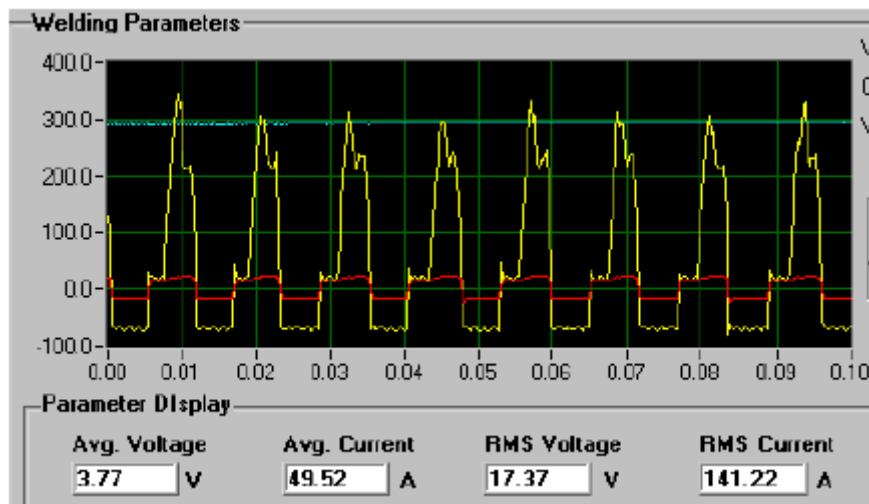 Welding Parameters
400.0
300.0
200.0
100.0
0.0
-100.0
0.00 0.01 0.02 0.03 0.04 0.05 0.06 0.07 0.08 0.09 0.10
Parameter DIsplay
Avg. Voltage Avg. Current RMS Voltage RMS Current
3.77 V 49.52 A 17.37 V 141.22 A